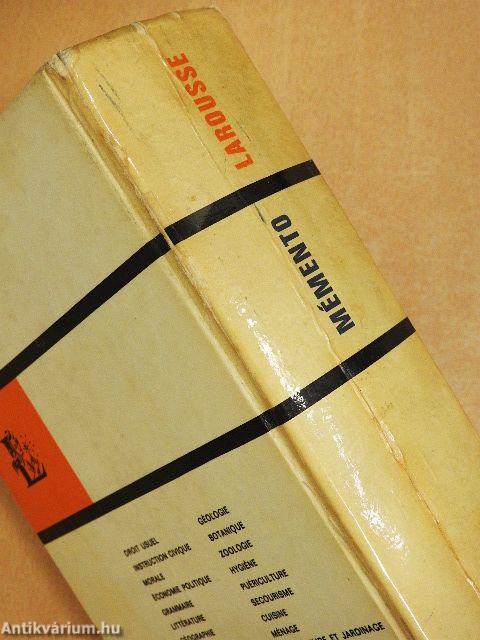 MÉMENTO LAROUSSE
DROIT USUEL
INSTRUCTION CIVIQUE
MORALE
ÉCONOMIE POLITIQUE
GRAMMAIRE
LITTÉRATURE
GÉOLOGIE
BOTANIQUE
ZOOLOGIE
HYGIÈNE
PUÉRICULTURE
SECOURISME
CUISINE
MÉNAGE
ET JARDINAGE
Antikvárium.hu